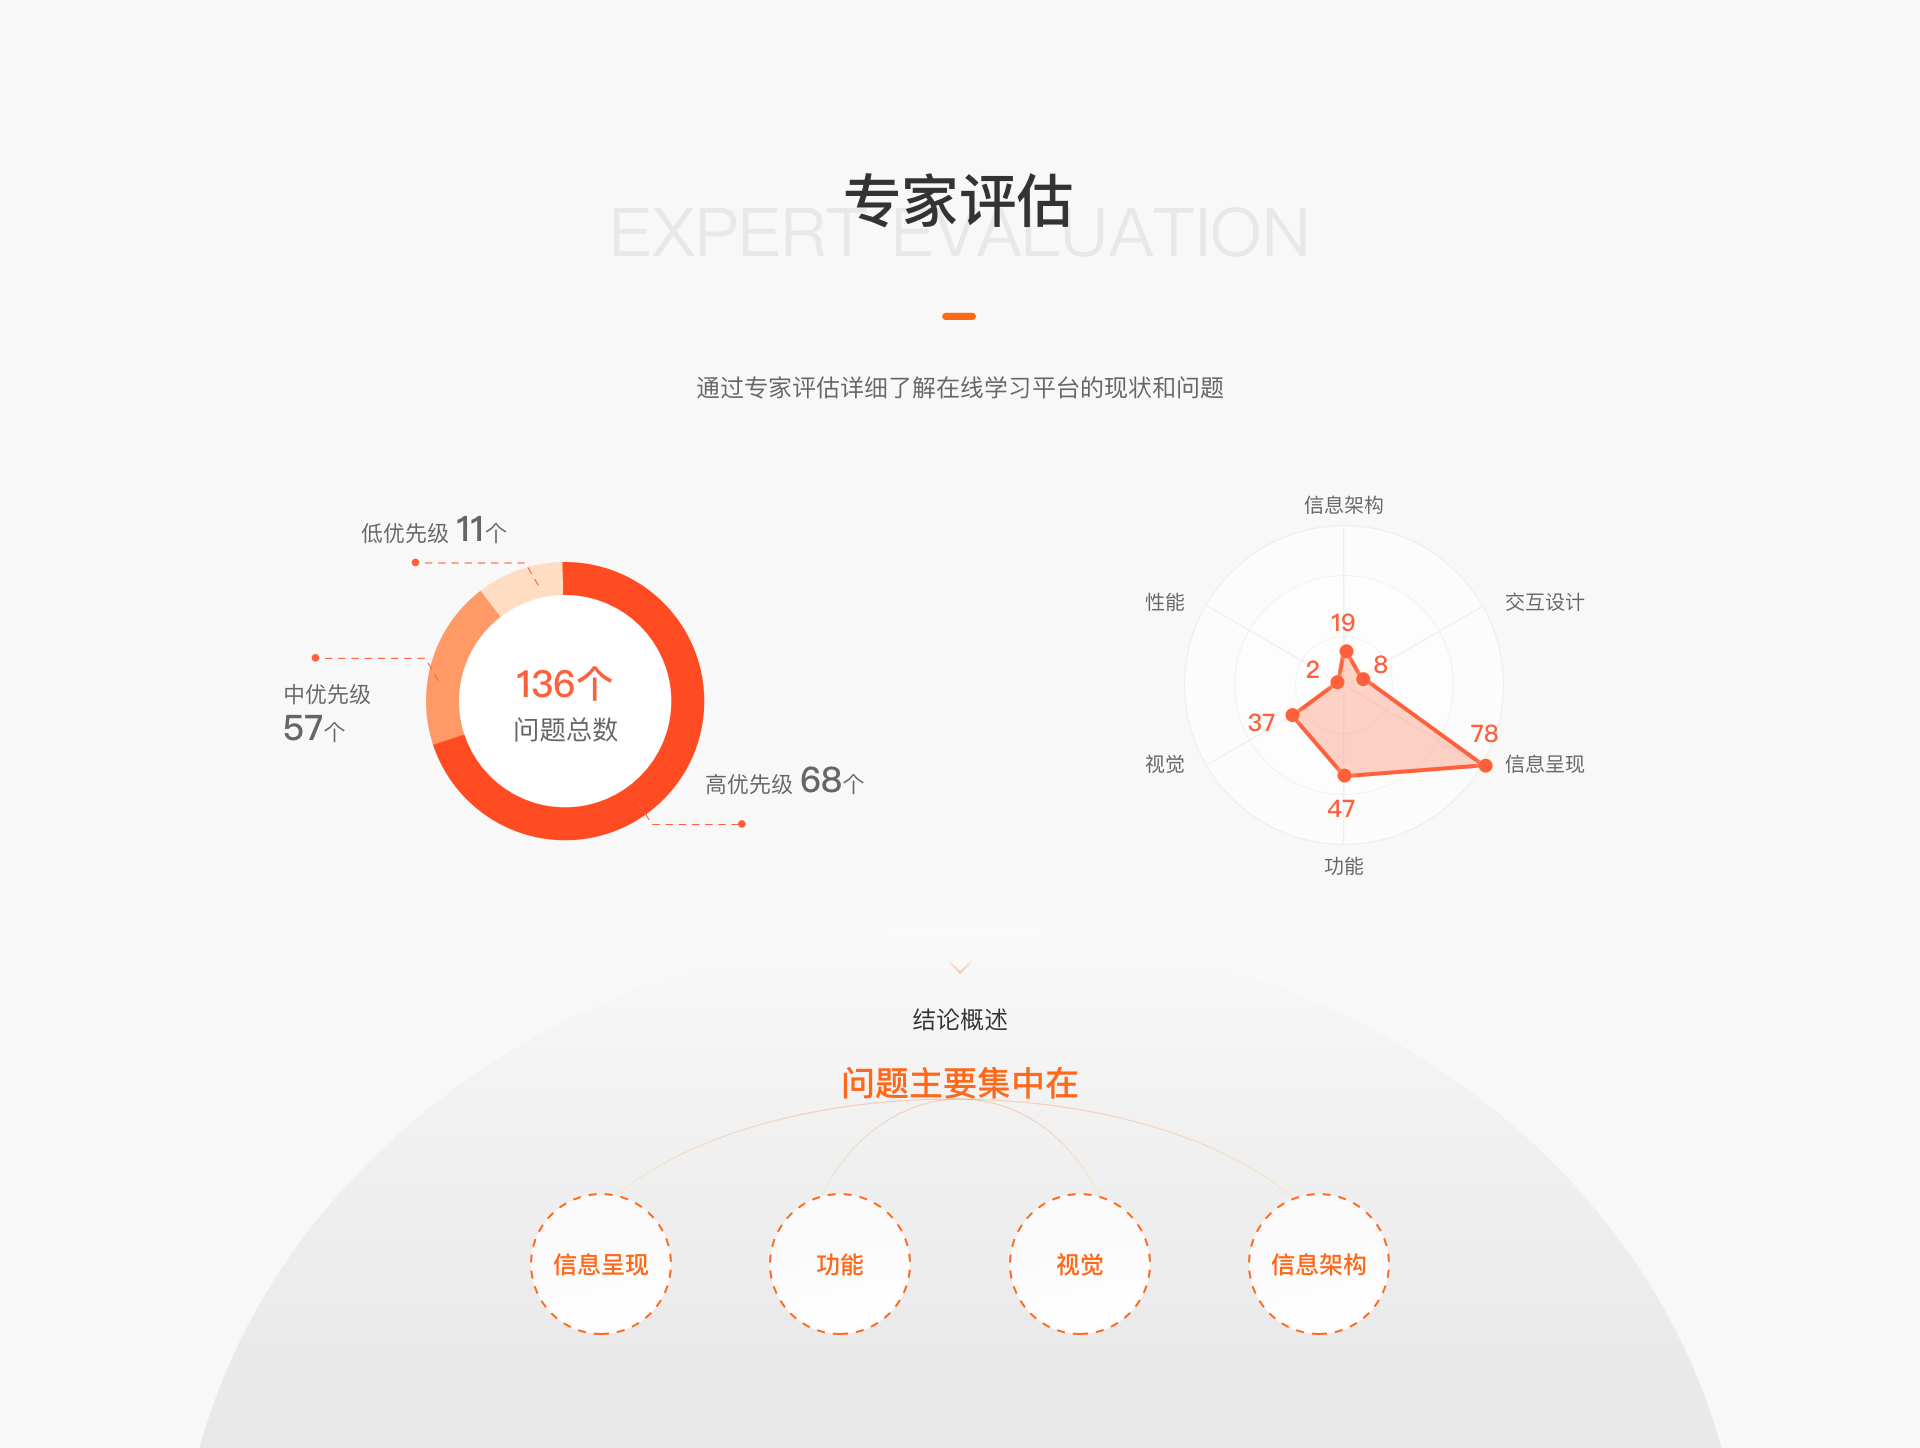 专家评估
EXPERT EVALUATION
通过专家评估详细了解在线学习平台的现状和问题
低优先级 11个
中优先级
57个
136个
问题总数
高优先级 68个
信息架构
性能
交互设计
19
2
8
37
78
视觉
信息呈现
47
功能
结论概述
问题主要集中在
信息呈现
功能
视觉
信息架构